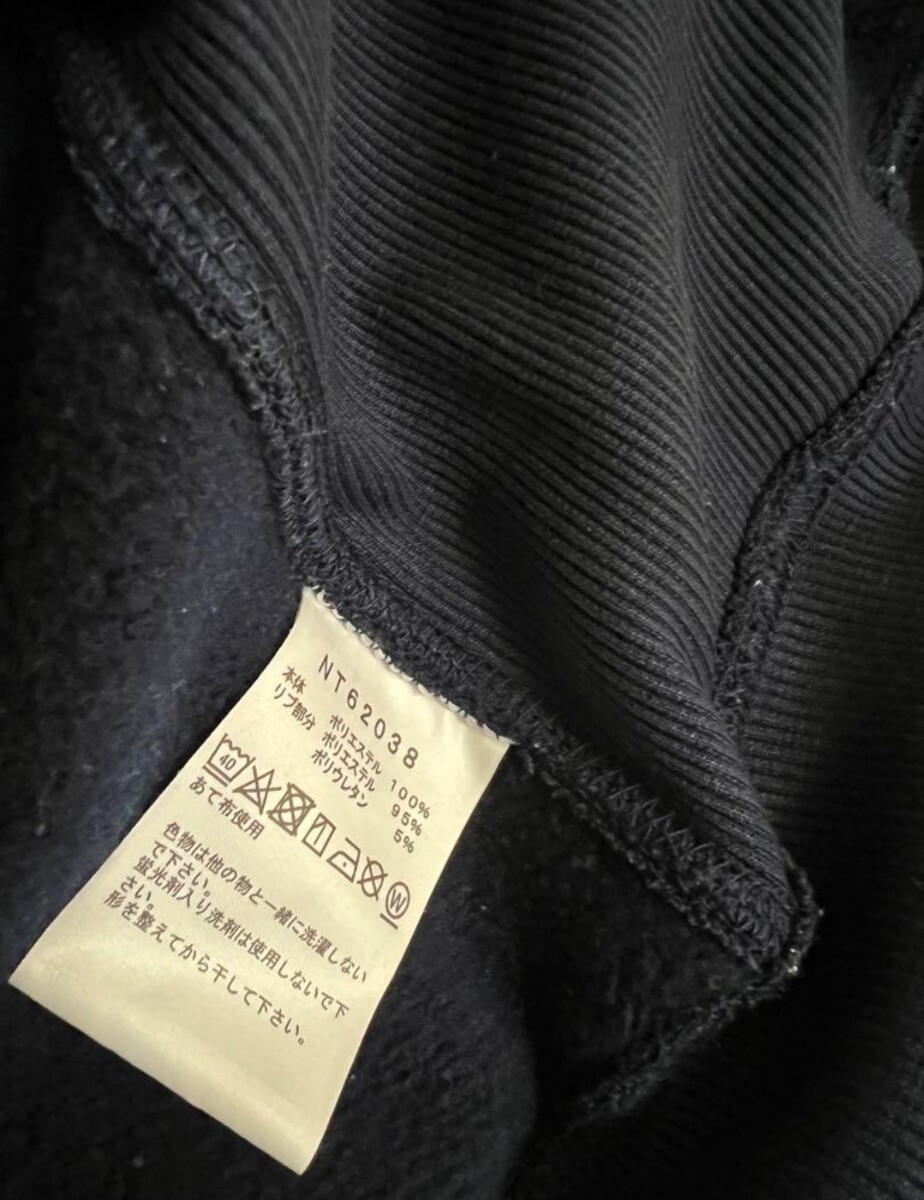 NT62038
本体 ポリエステル 100%
リブ部分 ポリエステル 95%
ポリウレタン 5%
40 W
あて布使用
色物は他の物と一緒に洗濯しない
で下さい。
蛍光剤入り洗剤は使用しないで下
さい。
形を整えてから干して下さい。